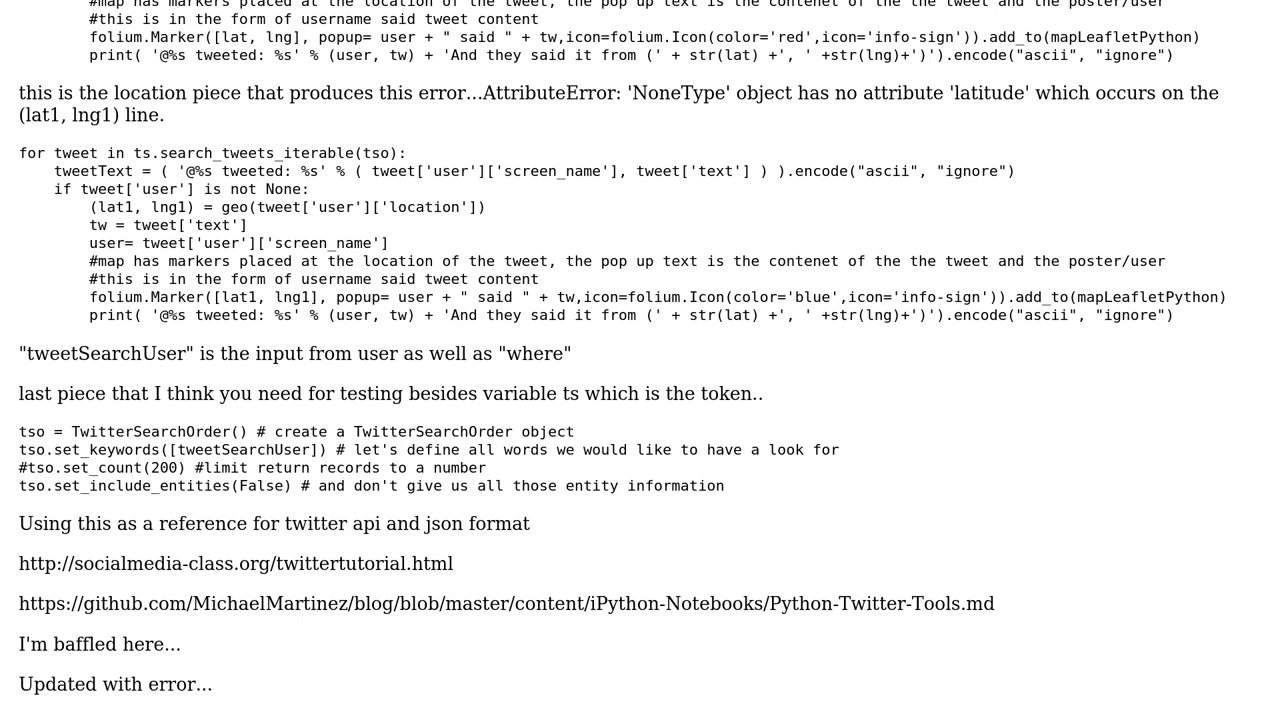 #map has markers placed at the location of the tweet, the pop up text is the contenet of the the tweet and the poster/user
#this is in the form of username said tweet content
folium.Marker([lat, lng], popup= user + " said " + tw,icon=folium.Icon(color='red',icon='info-sign')).add_to(mapLeafletPython)
print( '@%s tweeted: %s' % (user, tw) + 'And they said it from (' + str(lat) +', ' +str(lng)+')').encode("ascii", "ignore")
this is the location piece that produces this error...AttributeError: 'NoneType' object has no attribute 'latitude' which occurs on the
(lat1, lng1) line.
for tweet in ts.search_tweets_iterable(tso):
tweetText = ( '@%s tweeted: %s' % ( tweet['user']['screen_name'], tweet['text'] ) ).encode("ascii", "ignore")
if tweet['user'] is not None:
(lat1, lng1) = geo(tweet['user']['location'])
tw = tweet['text']
user= tweet['user']['screen_name']
#map has markers placed at the location of the tweet, the pop up text is the contenet of the the tweet and the poster/user
#this is in the form of username said tweet content
folium.Marker([lat1, lng1], popup= user + " said " + tw,icon=folium.Icon(color='blue',icon='info-sign')).add_to(mapLeafletPython)
print( '@%s tweeted: %s' % (user, tw) + 'And they said it from (' + str(lat) +', ' +str(lng)+')').encode("ascii", "ignore")
"tweetSearchUser" is the input from user as well as "where"
last piece that I think you need for testing besides variable ts which is the token..
tso = TwitterSearchOrder() # create a TwitterSearchOrder object
tso.set_keywords([tweetSearchUser]) # let's define all words we would like to have a look for
#tso.set_count(200) #limit return records to a number
tso.set_include_entities(False) # and don't give us all those entity information
Using this as a reference for twitter api and json format
http://socialmedia-class.org/twittertutorial.html
https://github.com/MichaelMartinez/blog/blob/master/content/iPython-Notebooks/Python-Twitter-Tools.md
I'm baffled here...
Updated with error...